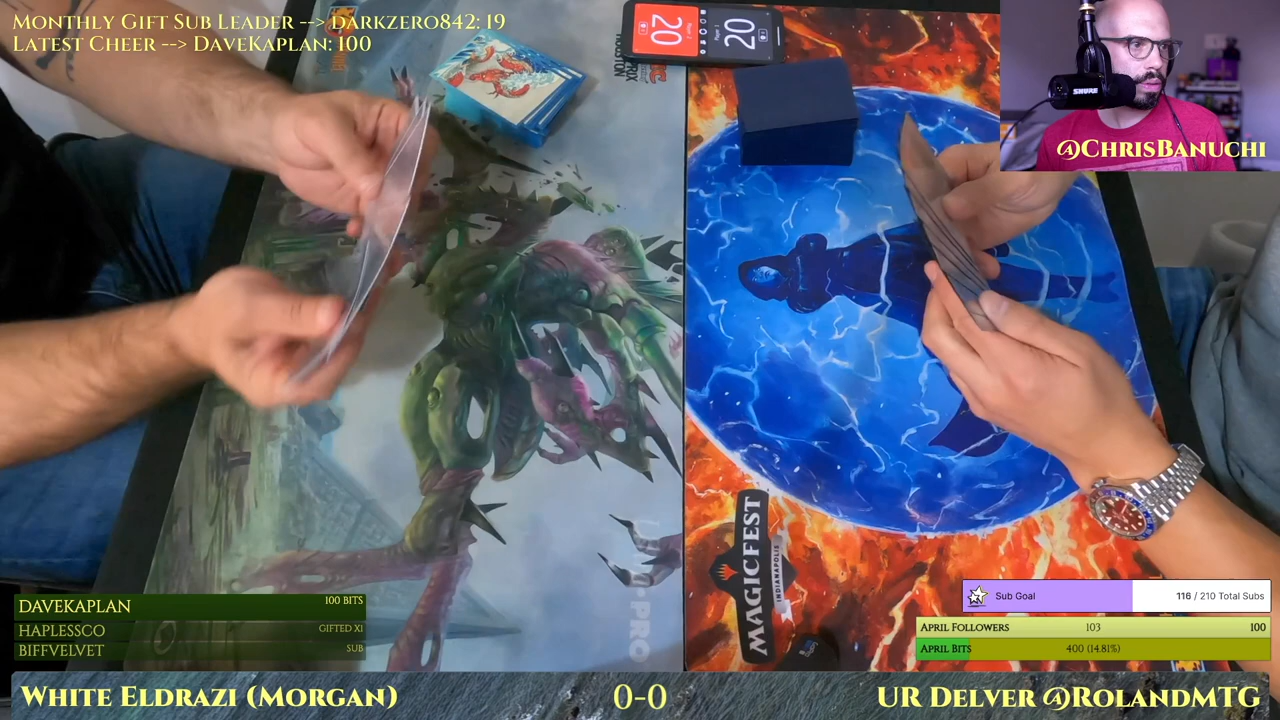 Monthly Gift Sub Leader --> darkzero842: 19
Latest Cheer --> DaveKaplan: 100
20
20
SHURE
@ChrisBanuchi
MAGICFEST
INDIANAPOLIS
-PRO
DAVEKAPLAN 100 BITS
HAPLESSCO GIFTED X1
BIFFVELVET SUB
Sub Goal 116 / 210 Total Subs
April Followers 103 100
April Bits 400 (14.81%)
White Eldrazi (Morgan) 0-0 UR Delver @RolandMTG